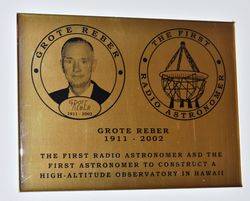 GROTE REBER
1911 - 2002
THE FIRST
RADIO ASTRONOMER
GROTE REBER
1911 - 2002
THE FIRST RADIO ASTRONOMER AND THE
FIRST ASTRONOMER TO CONSTRUCT A
HIGH-ALTITUDE OBSERVATORY IN HAWAII